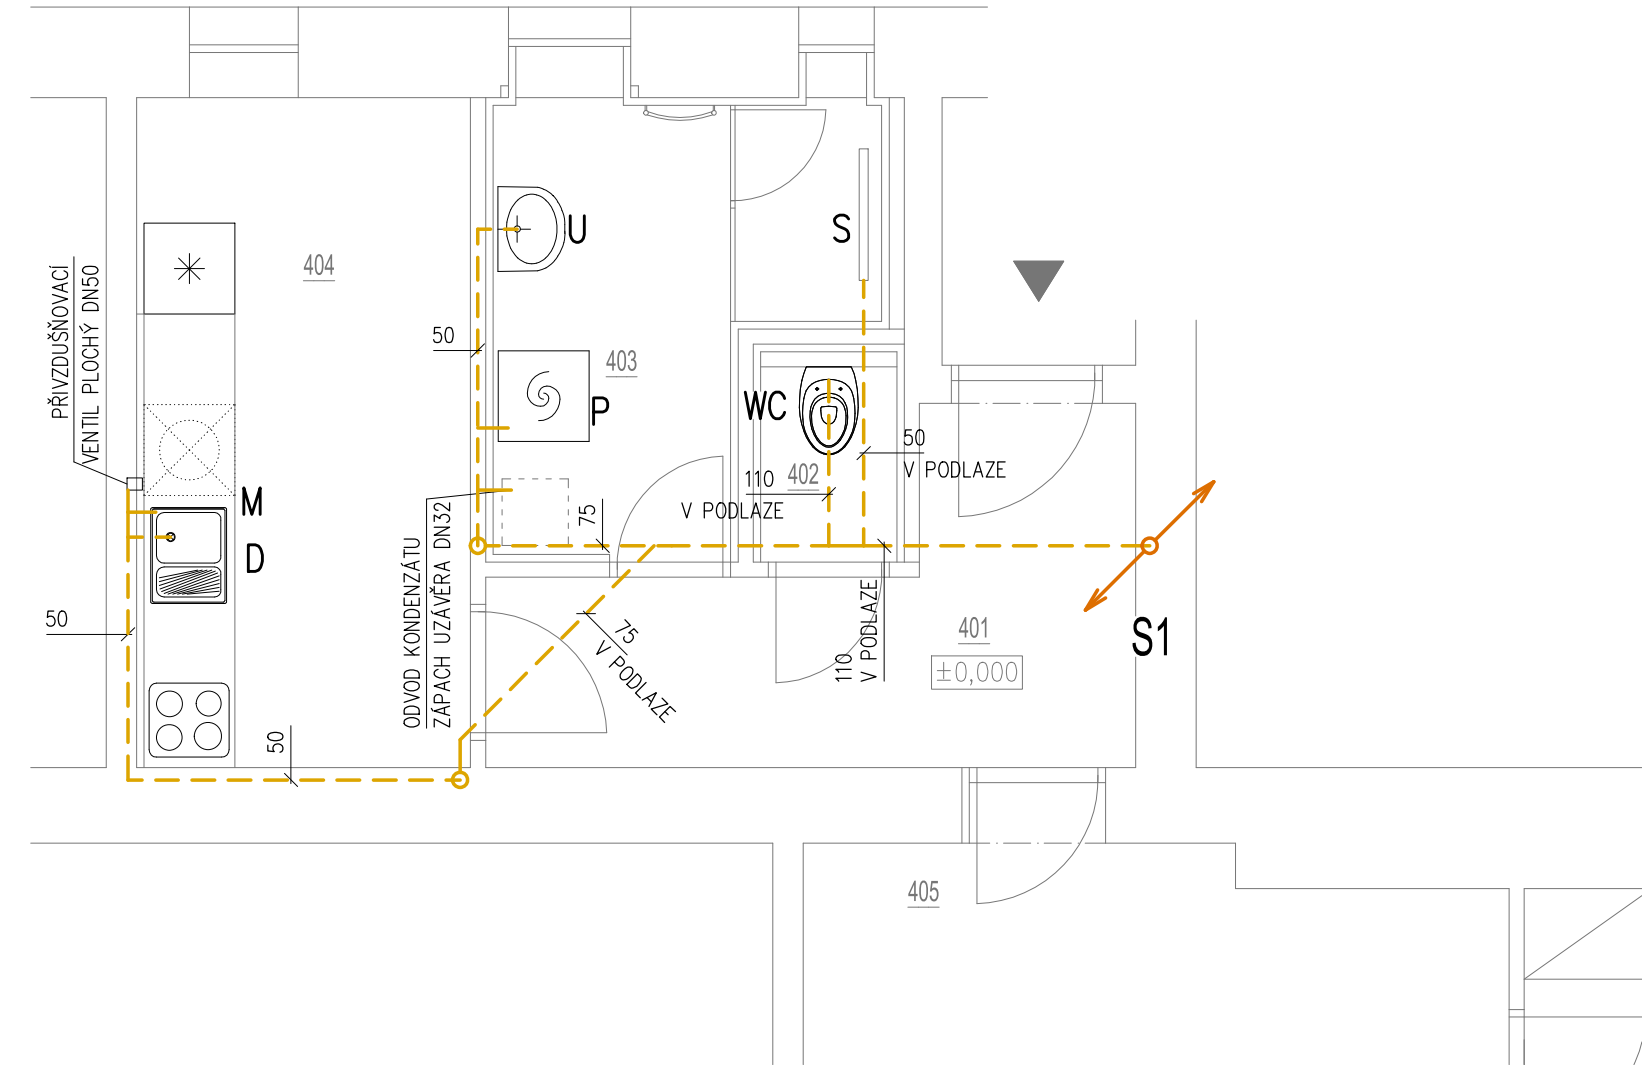 PŘIVZDUŠŇOVACÍ
VENTIL PLOCHÝ DN50
404
U
S
50
403
P
WC
50
V PODLAZE
402
110
V PODLAZE
M
D
75
ODVOD KONDENZÁTU
ZÁPACH UZÁVĚRA DN32
50
75
V PODLAZE
110
V PODLAZE
401
±0,000
S1
50
405